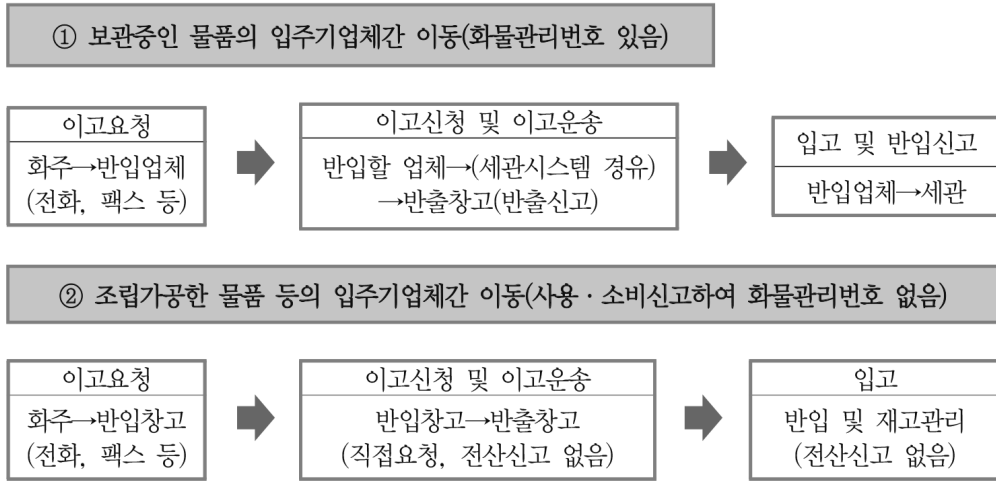 ① 보관중인 물품의 입주기업체간 이동(화물관리번호 있음)
이고요청
화주→반입업체
(전화, 팩스 등)
이고신청 및 이고운송
반입할 업체→(세관시스템 경유)
→반출창고(반출신고)
입고 및 반입신고
반입업체→세관
② 조립가공한 물품 등의 입주기업체간 이동(사용·소비신고하여 화물관리번호 없음)
이고요청
화주→반입창고
(전화, 팩스 등)
이고신청 및 이고운송
반입창고→반출창고
(직접요청, 전산신고 없음)
입고
반입 및 재고관리
(전산신고 없음)